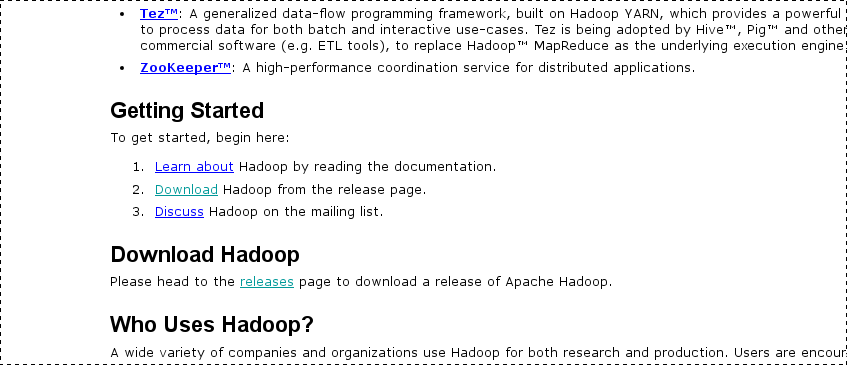 • Tez™: A generalized data-flow programming framework, built on Hadoop YARN, which provides a powerful
to process data for both batch and interactive use-cases. Tez is being adopted by Hive™, Pig™ and other
commercial software (e.g. ETL tools), to replace Hadoop™ MapReduce as the underlying execution engine
• ZooKeeper™: A high-performance coordination service for distributed applications.
Getting Started
To get started, begin here:
1. Learn about Hadoop by reading the documentation.
2. Download Hadoop from the release page.
3. Discuss Hadoop on the mailing list.
Download Hadoop
Please head to the releases page to download a release of Apache Hadoop.
Who Uses Hadoop?
A wide variety of companies and organizations use Hadoop for both research and production. Users are encour